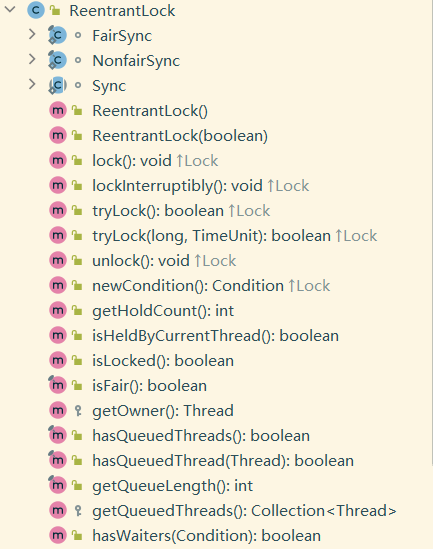 ReentrantLock
FairSync
NonfairSync
Sync
ReentrantLock()
ReentrantLock(boolean)
lock(): void ↑Lock
lockInterruptibly(): void ↑Lock
tryLock(): boolean ↑Lock
tryLock(long, TimeUnit): boolean ↑Lock
unlock(): void ↑Lock
newCondition(): Condition ↑Lock
getHoldCount(): int
isHeldByCurrentThread(): boolean
isLocked(): boolean
isFair(): boolean
getOwner(): Thread
hasQueuedThreads(): boolean
hasQueuedThread(Thread): boolean
getQueueLength(): int
getQueuedThreads(): Collection<Thread>
hasWaiters(Condition): boolean